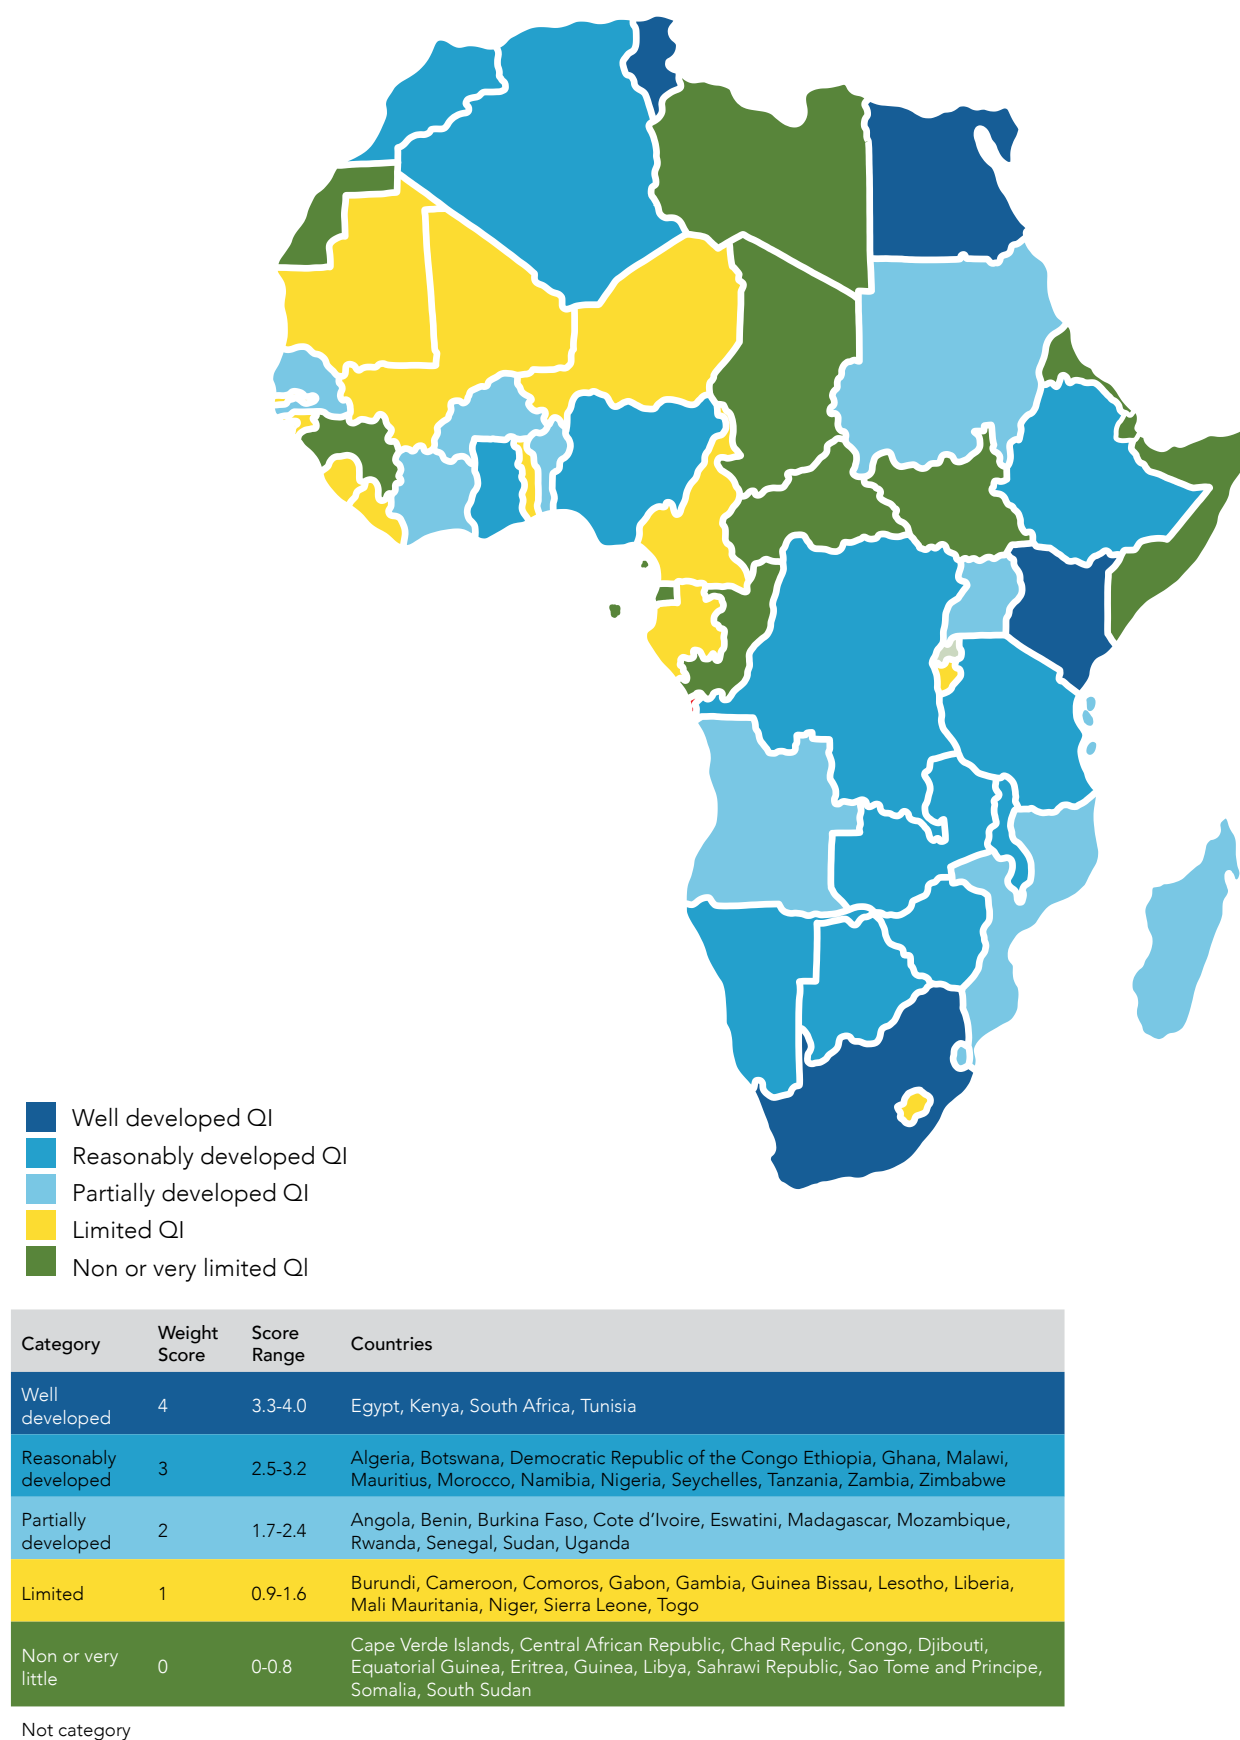 Well developed QI
Reasonably developed QI
Partially developed QI
Limited QI
Non or very limited QI
Category Weight Score Score Range Countries
Well developed 4 3.3-4.0 Egypt, Kenya, South Africa, Tunisia
Reasonably developed 3 2.5-3.2 Algeria, Botswana, Democratic Republic of the Congo Ethiopia, Ghana, Malawi,
Mauritius, Morocco, Namibia, Nigeria, Seychelles, Tanzania, Zambia, Zimbabwe
Partially developed 2 1.7-2.4 Angola, Benin, Burkina Faso, Cote d'Ivoire, Eswatini, Madagascar, Mozambique,
Rwanda, Senegal, Sudan, Uganda
Limited 1 0.9-1.6 Burundi, Cameroon, Comoros, Gabon, Gambia, Guinea Bissau, Lesotho, Liberia,
Mali Mauritania, Niger, Sierra Leone, Togo
Non or very little 0 0-0.8 Cape Verde Islands, Central African Republic, Chad Repulic, Congo, Djibouti,
Equatorial Guinea, Eritrea, Guinea, Libya, Sahrawi Republic, Sao Tome and Principe,
Somalia, South Sudan
Not category